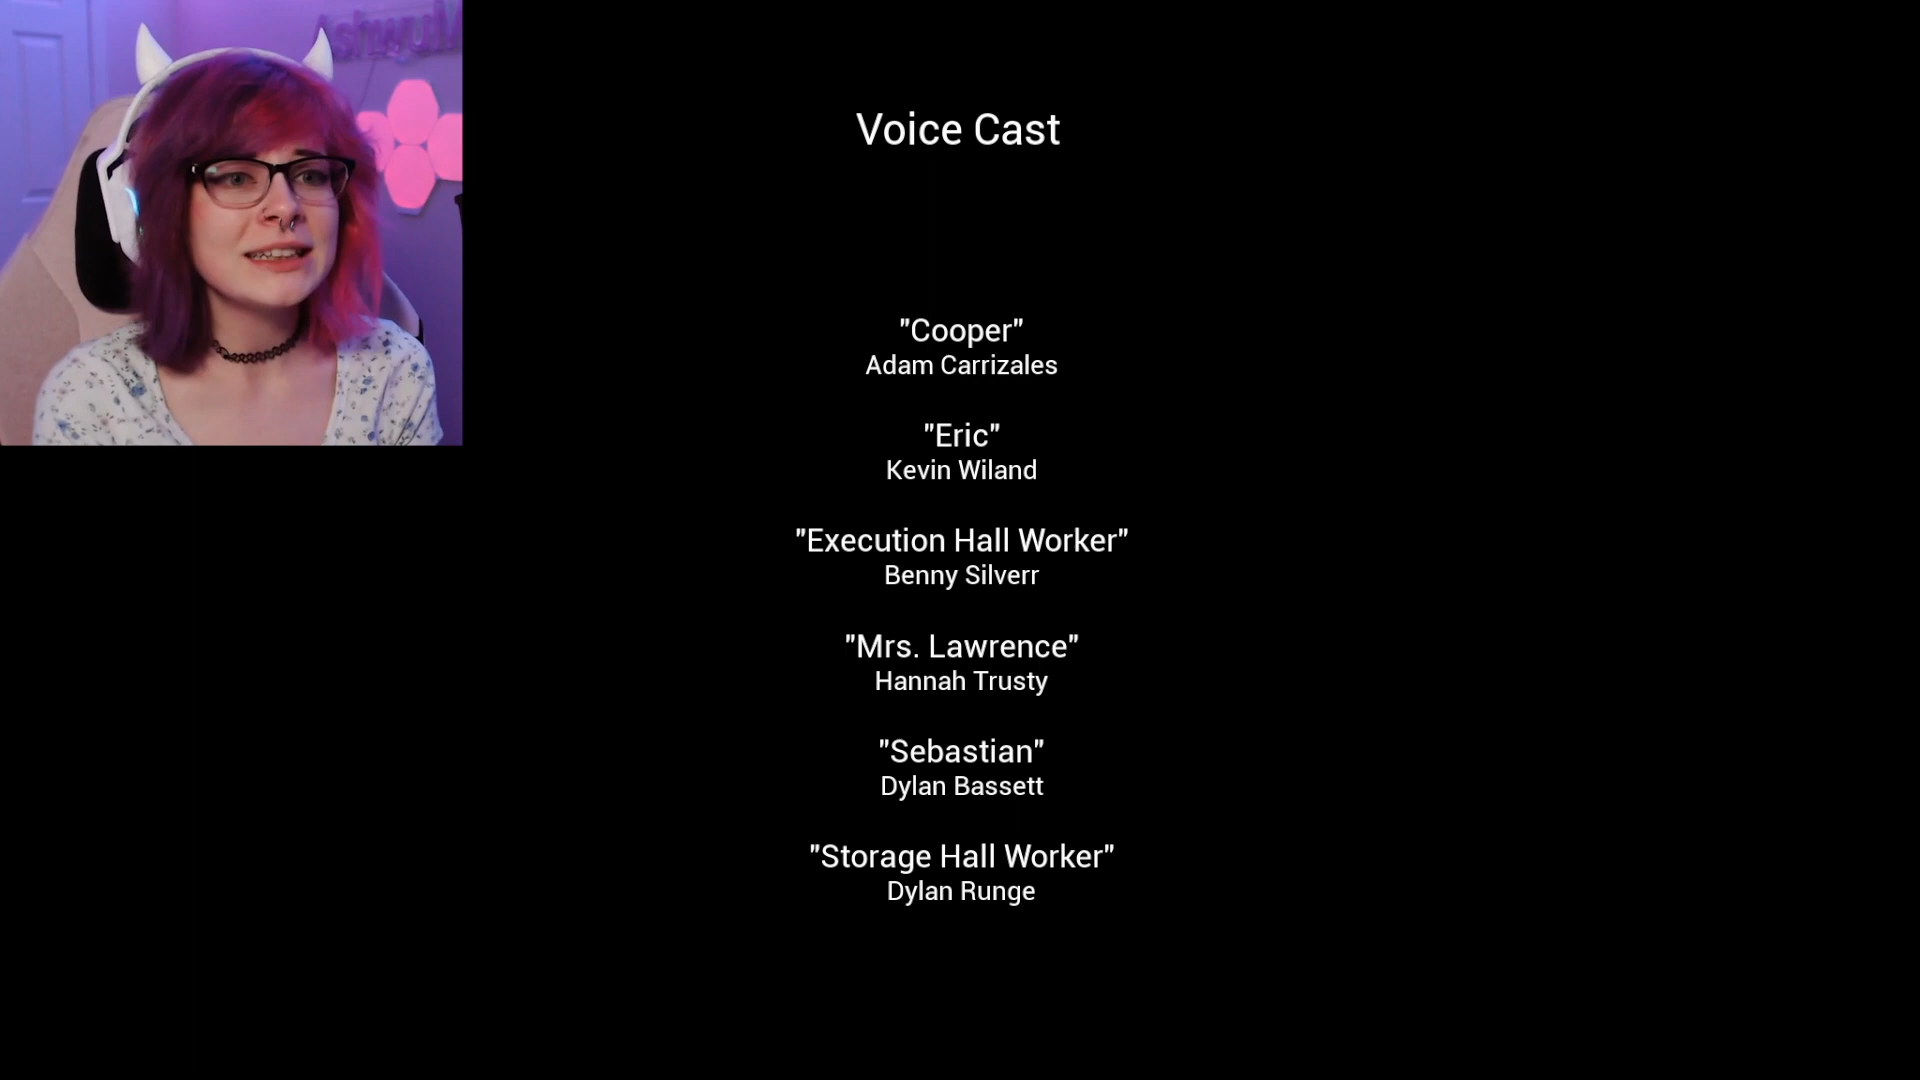 Voice Cast
"Cooper"
Adam Carrizales
"Eric"
Kevin Wiland
"Execution Hall Worker"
Benny Silverr
"Mrs. Lawrence"
Hannah Trusty
"Sebastian"
Dylan Bassett
"Storage Hall Worker"
Dylan Runge